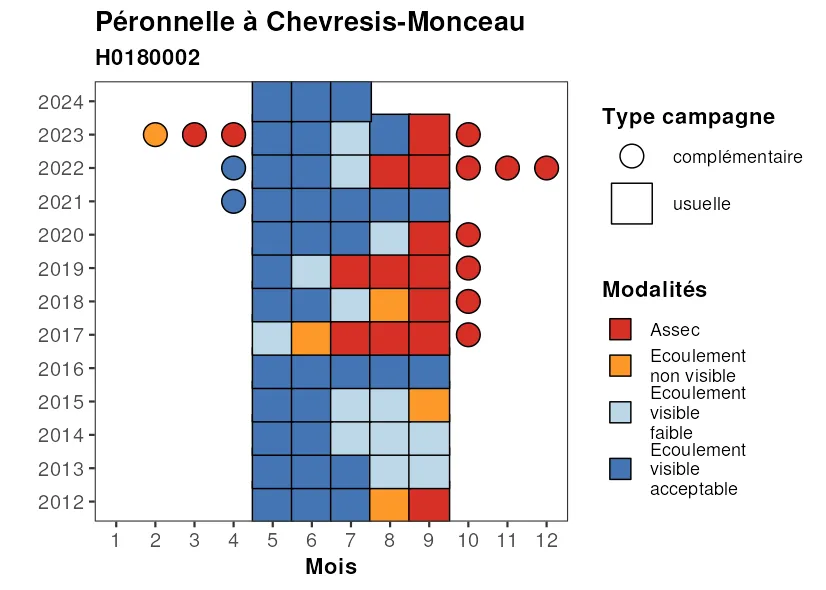 Péronnelle à Chevresis-Monceau
H0180002
2024
2023
2022
2021
2020
2019
2018
2017
2016
2015
2014
2013
2012
1 2 3 4 5 6 7 8 9 10 11 12
Mois
Type campagne
complémentaire
usuelle
Modalités
Assec
Ecoulement
non visible
Ecoulement
visible
faible
Ecoulement
visible
acceptable